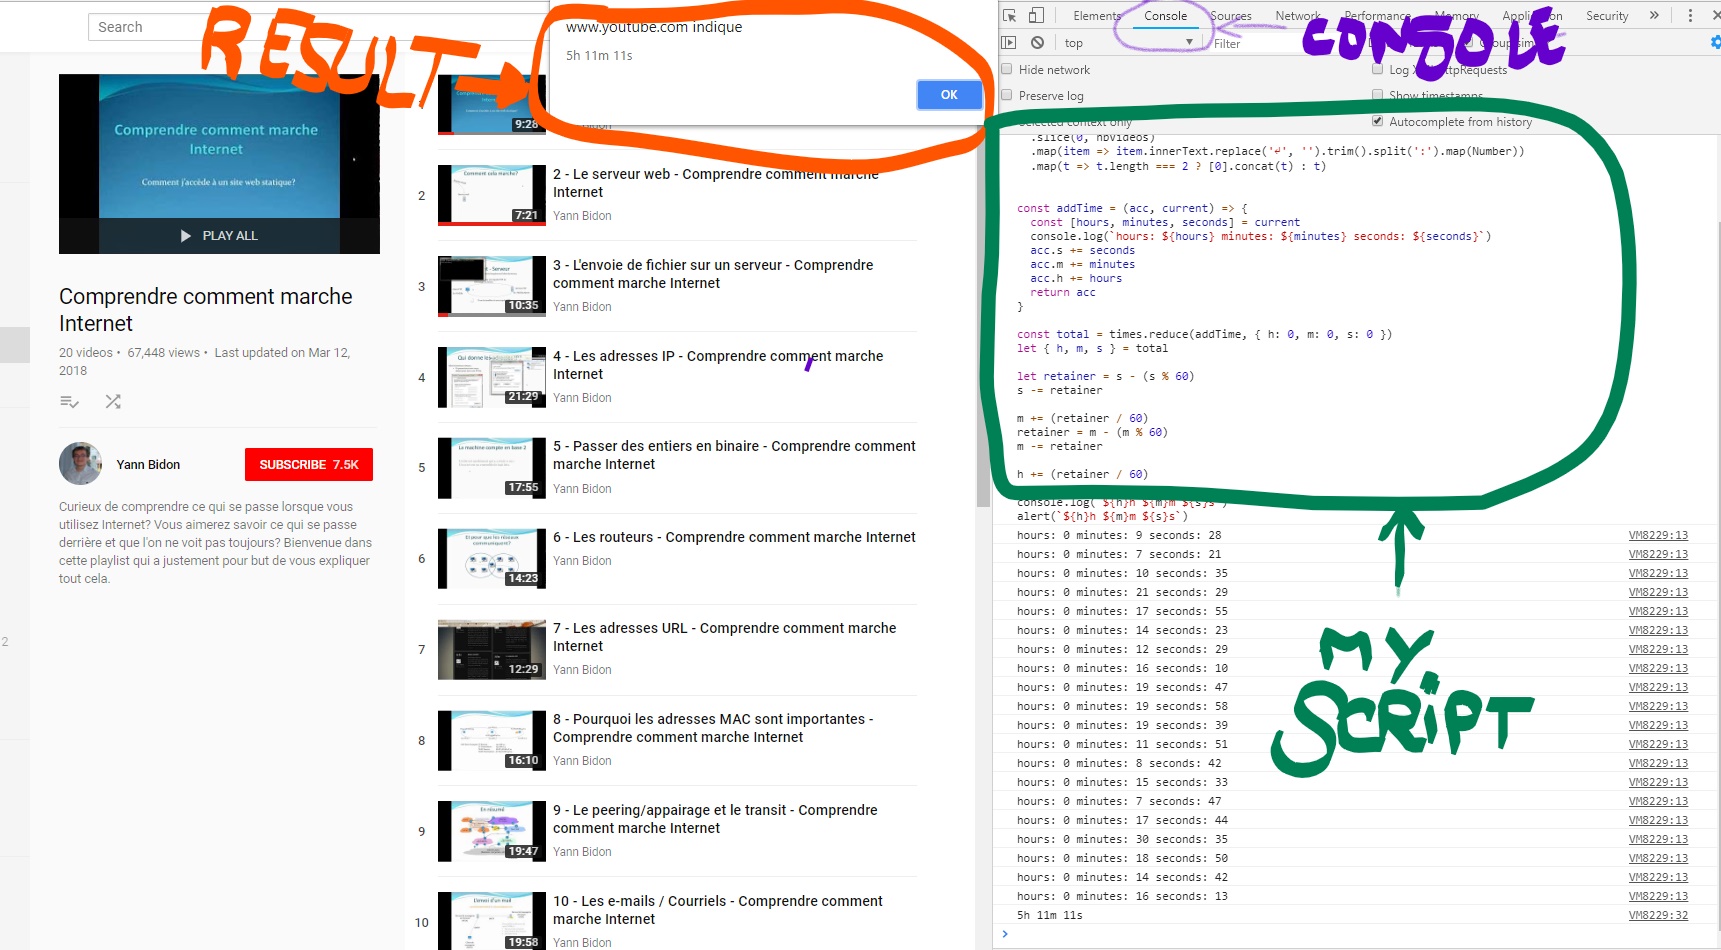 Search
RESULT
www.youtube.com indique
5h 11m 11s
OK
Comprendre comment marche
Internet
Comment j'accède à un site web statique?
PLAY ALL
Comprendre comment marche
Internet
20 videos • 67,448 views • Last updated on Mar 12,
2018
Yann Bidon
SUBSCRIBE 7.5K
Curieux de comprendre ce qui se passe lorsque vous
utilisez Internet? Vous aimerez savoir ce qui se passe
derrière et que l'on ne voit pas toujours? Bienvenue dans
cette playlist qui a justement pour but de vous expliquer
tout cela.
2
9:28
2
7:21
2 - Le serveur web - Comprendre comment marche
Internet
Yann Bidon
3
10:35
3 - L'envoie de fichier sur un serveur - Comprendre
comment marche Internet
Yann Bidon
4
21:29
4 - Les adresses IP - Comprendre comment marche
Internet
Yann Bidon
5
17:55
5 - Passer des entiers en binaire - Comprendre comment
marche Internet
Yann Bidon
6
14:23
6 - Les routeurs - Comprendre comment marche Internet
Yann Bidon
7
12:29
7 - Les adresses URL - Comprendre comment marche
Internet
Yann Bidon
8
16:10
8 - Pourquoi les adresses MAC sont importantes -
Comprendre comment marche Internet
Yann Bidon
9
En résumé
19:47
9 - Le peering/appairage et le transit - Comprendre
comment marche Internet
Yann Bidon
10
19:58
10 - Les e-mails / Courriels - Comprendre comment
marche Internet
Yann Bidon
Elements Console Sources Network Performance Memory Application Security
top Filter Group sim
CONSOLE
Hide network
Log XMLHttpRequests
Preserve log
Show timestamps
Selected context only
Autocomplete from history
.slice(0, nbVideos)
.map(item => item.innerText.replace('↵', '').trim().split(':').map(Number))
.map(t => t.length === 2 ? [0].concat(t) : t)
const addTime = (acc, current) => {
const [hours, minutes, seconds] = current
console.log(`hours: ${hours} minutes: ${minutes} seconds: ${seconds}`)
acc.s += seconds
acc.m += minutes
acc.h += hours
return acc
}
const total = times.reduce(addTime, { h: 0, m: 0, s: 0 })
let { h, m, s } = total
let retainer = s - (s % 60)
s -= retainer
m += (retainer / 60)
retainer = m - (m % 60)
m -= retainer
h += (retainer / 60)
console.log(`${h}h ${m}m ${s}s`)
alert(`${h}h ${m}m ${s}s`)
hours: 0 minutes: 9 seconds: 28 VM8229:13
hours: 0 minutes: 7 seconds: 21 VM8229:13
hours: 0 minutes: 10 seconds: 35 VM8229:13
hours: 0 minutes: 21 seconds: 29 VM8229:13
hours: 0 minutes: 17 seconds: 55 VM8229:13
hours: 0 minutes: 14 seconds: 23 VM8229:13
hours: 0 minutes: 12 seconds: 29 VM8229:13
hours: 0 minutes: 16 seconds: 10 VM8229:13
hours: 0 minutes: 19 seconds: 47 VM8229:13
hours: 0 minutes: 19 seconds: 58 VM8229:13
hours: 0 minutes: 19 seconds: 39 VM8229:13
hours: 0 minutes: 11 seconds: 51 VM8229:13
hours: 0 minutes: 8 seconds: 42 VM8229:13
hours: 0 minutes: 15 seconds: 33 VM8229:13
hours: 0 minutes: 7 seconds: 47 VM8229:13
hours: 0 minutes: 17 seconds: 44 VM8229:13
hours: 0 minutes: 30 seconds: 35 VM8229:13
hours: 0 minutes: 18 seconds: 50 VM8229:13
hours: 0 minutes: 14 seconds: 42 VM8229:13
hours: 0 minutes: 16 seconds: 13 VM8229:13
5h 11m 11s VM8229:32
MY
SCRIPT